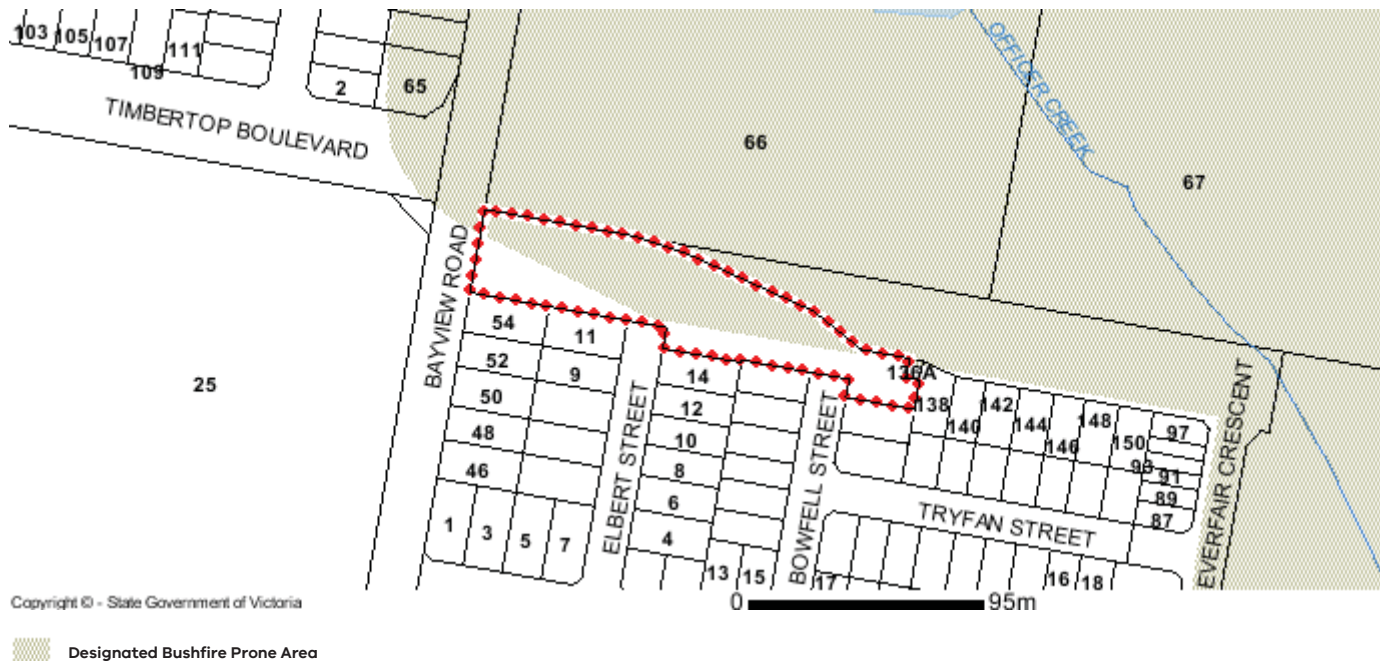 103 105 107 111
109
2
65
66
67
OFFICER CREEK
TIMBERTOP BOULEVARD
BAYVIEW ROAD
25
54
11
52
9
50
48
46
1 3 5 7
ELBERT STREET
14
12
10
8
6
4
13 15
BOWFELL STREET
17
136A
138
140
142
144
146
148
150
97
93
91
89
87
TRYFAN STREET
16 18
EVERFAIR CRESCENT
Copyright © - State Government of Victoria
0 95m
Designated Bushfire Prone Area